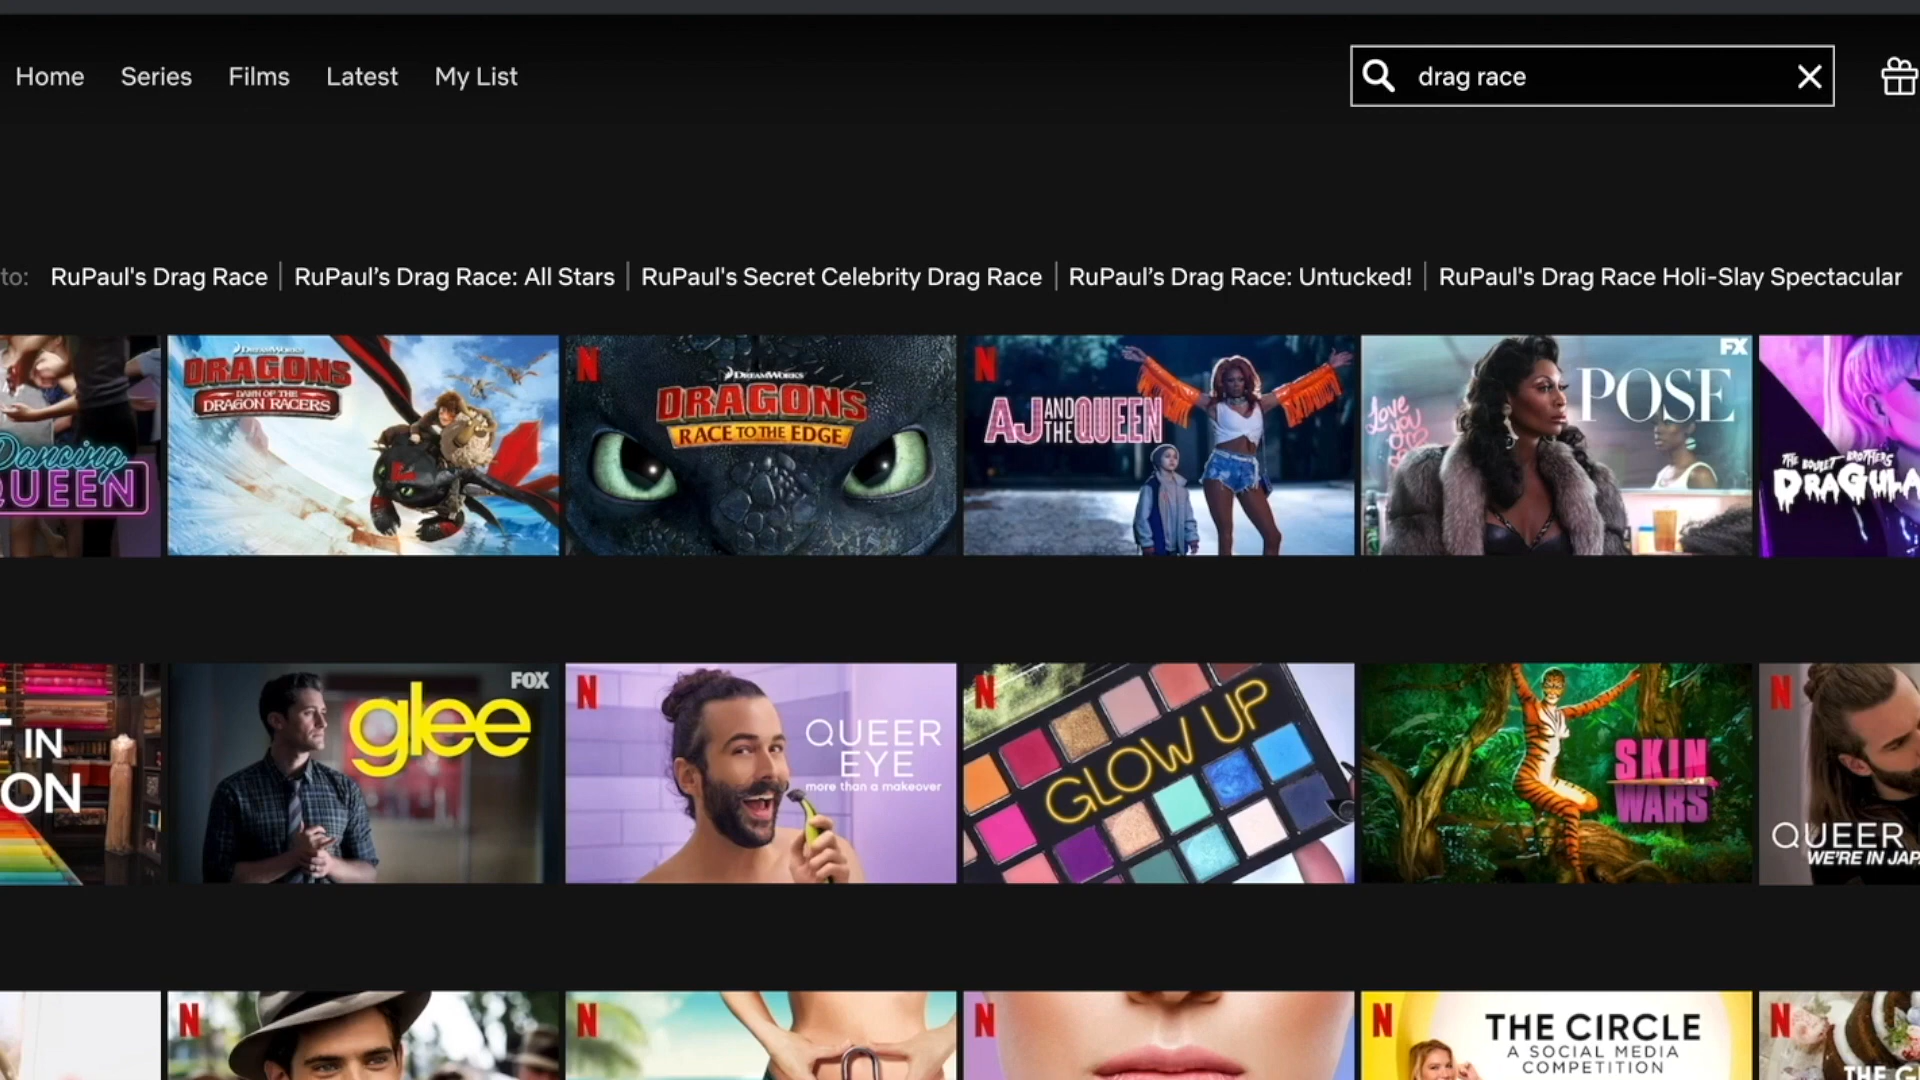 Home Series Films Latest My List
drag race
to: RuPaul's Drag Race | RuPaul's Drag Race: All Stars | RuPaul's Secret Celebrity Drag Race | RuPaul's Drag Race: Untucked! | RuPaul's Drag Race Holi-Slay Spectacular
Dancing
QUEEN
DREAMWORKS
DRAGONS
DAWN OF THE
DRAGON RACERS
N
DREAMWORKS
DRAGONS
RACE TO THE EDGE
N
AJ AND THE QUEEN
FX
POSE
Love
you
THE BOULET BROTHERS
DRAGULA
IN
ON
FOX
glee
N
QUEER
EYE
more than a makeover
N
GLOW UP
SKIN
WARS
N
QUEER
WE'RE IN JAP
N
N
N
N
THE CIRCLE
A SOCIAL MEDIA
COMPETITION
N
THE G